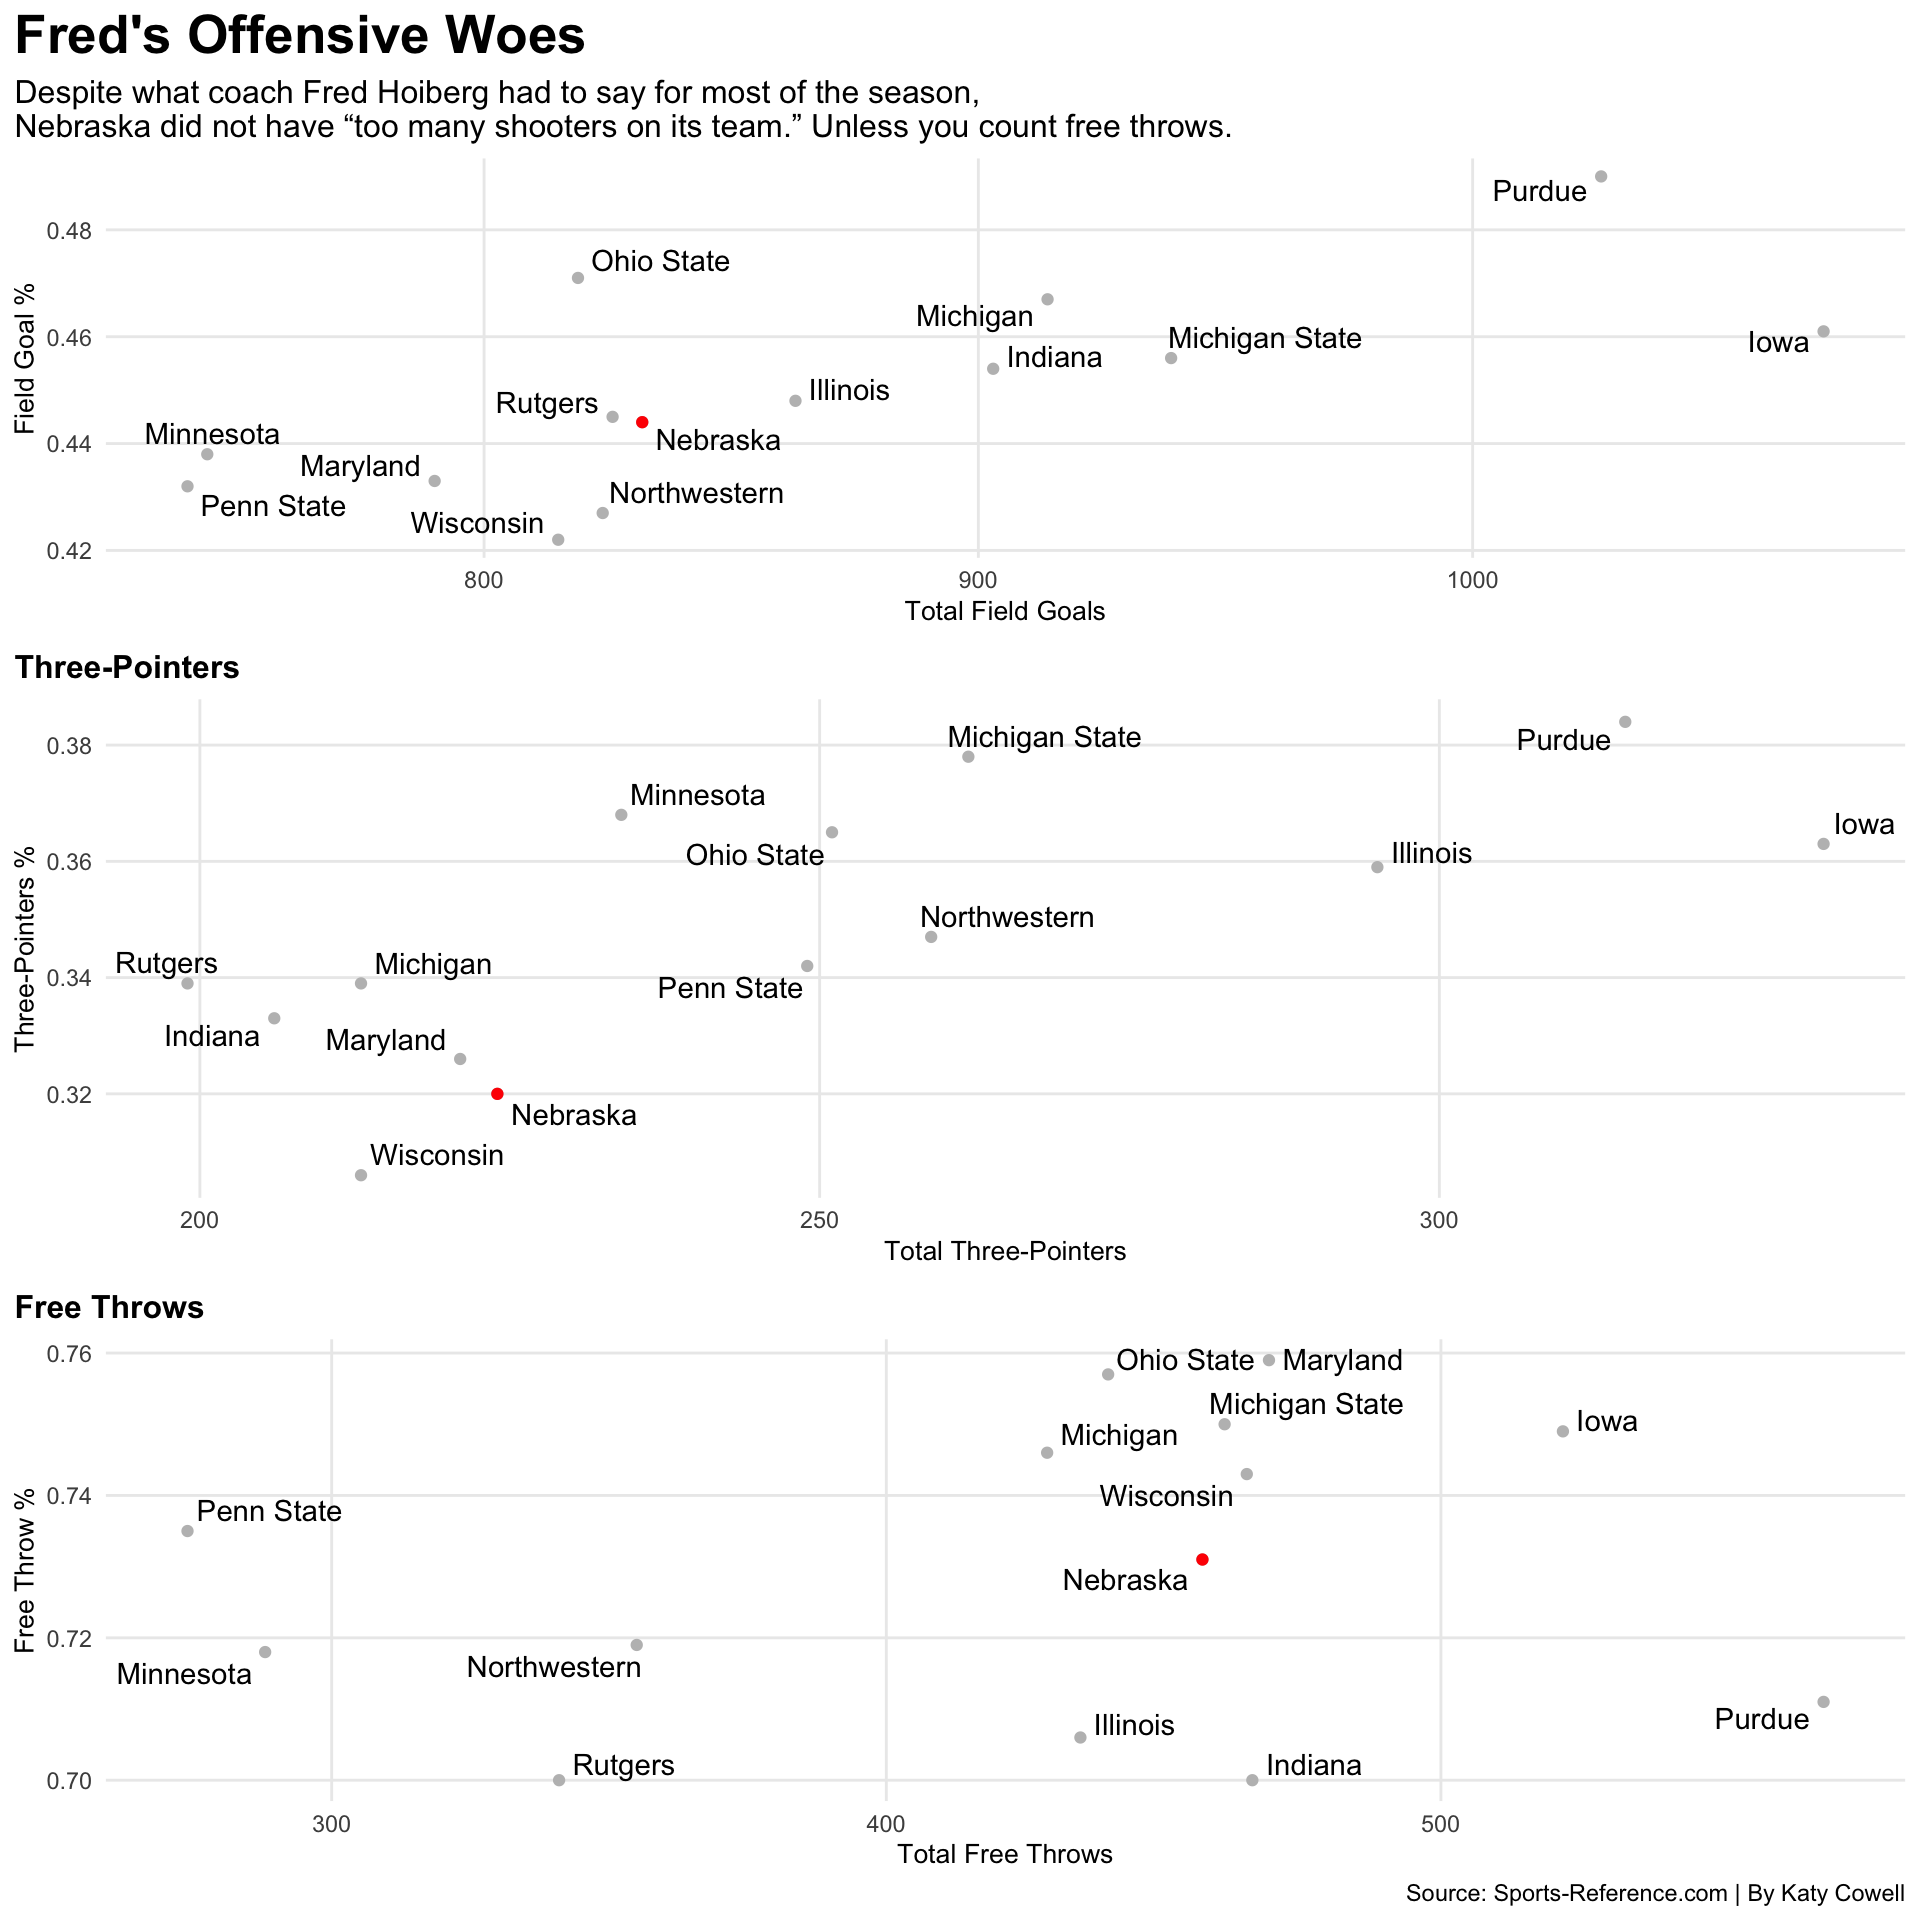 Fred's Offensive Woes
Despite what coach Fred Hoiberg had to say for most of the season,
Nebraska did not have “too many shooters on its team.” Unless you count free throws.
Purdue
0.48
Ohio State
Field Goal %
Michigan
0.46
Michigan State
Iowa
Indiana
Illinois
Rutgers
Minnesota
Nebraska
0.44
Maryland
Northwestern
Penn State
Wisconsin
0.42
800
900
1000
Total Field Goals
Three-Pointers
Michigan State
Purdue
0.38
Minnesota
Iowa
Three-Pointers %
Ohio State
Illinois
0.36
Northwestern
Rutgers
Michigan
0.34
Penn State
Indiana
Maryland
0.32
Nebraska
Wisconsin
200
250
300
Total Three-Pointers
Free Throws
0.76
Ohio State
Maryland
Michigan State
Iowa
Michigan
Free Throw %
0.74
Wisconsin
Penn State
Nebraska
0.72
Northwestern
Minnesota
Purdue
Illinois
Rutgers
Indiana
0.70
300
400
500
Total Free Throws
Source: Sports-Reference.com | By Katy Cowell